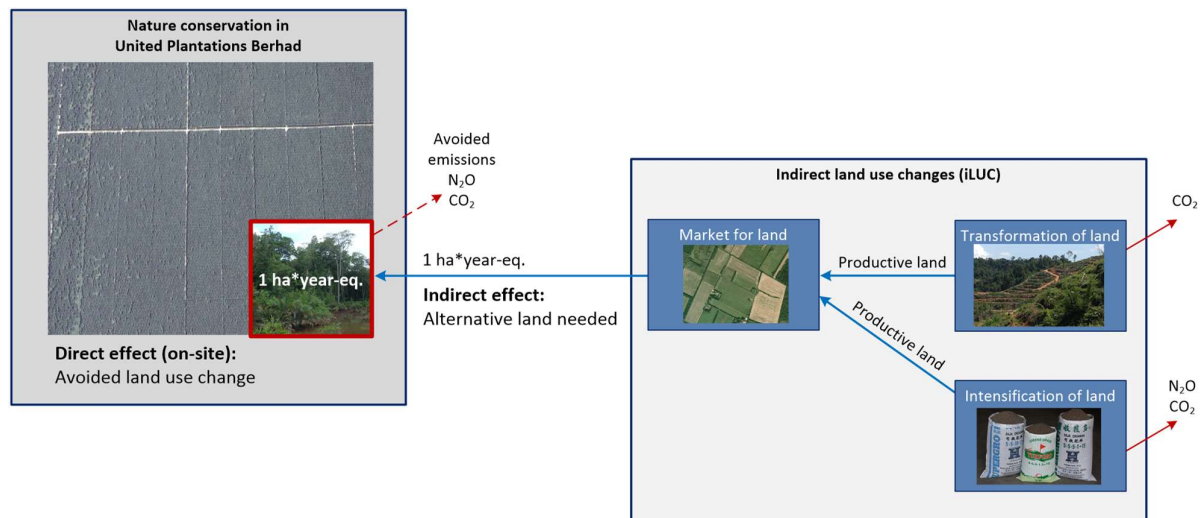 Nature conservation in
United Plantations Berhad
1 ha*year-eq.
Direct effect (on-site):
Avoided land use change
Avoided
emissions
N₂O
CO₂
1 ha*year-eq.
Indirect effect:
Alternative land needed
Indirect land use changes (iLUC)
Market for land
Productive land
Productive land
Transformation of land
CO₂
Intensification of land
N₂O
CO₂